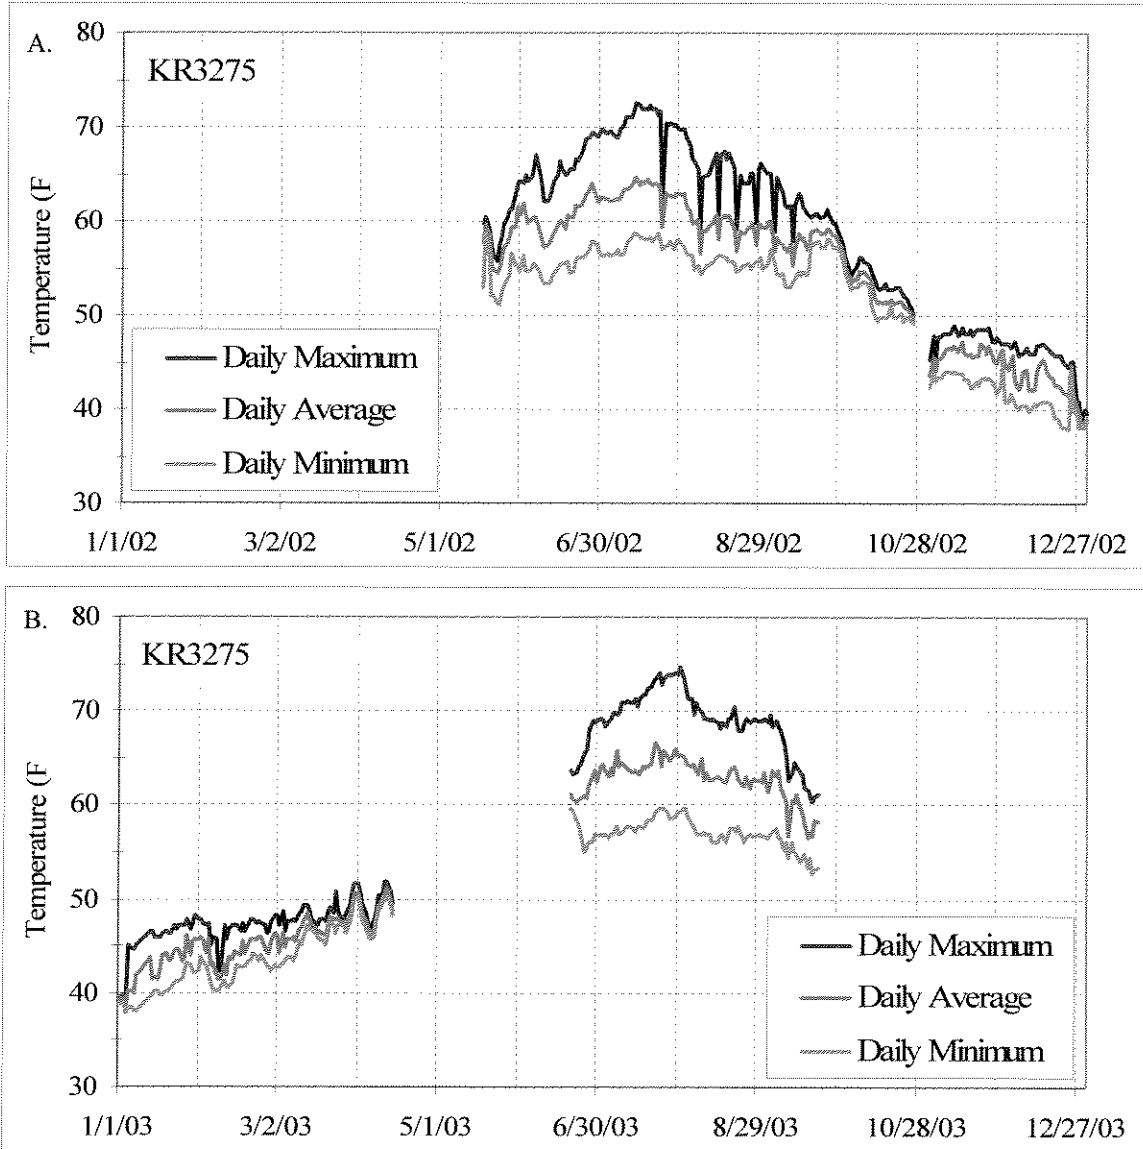 A.
80
KR3275
70
60
50
40
30
Temperature (F
Daily Maximum
Daily Average
Daily Minimum
1/1/02 3/2/02 5/1/02 6/30/02 8/29/02 10/28/02 12/27/02
B.
80
KR3275
70
60
50
40
30
Temperature (F
Daily Maximum
Daily Average
Daily Minimum
1/1/03 3/2/03 5/1/03 6/30/03 8/29/03 10/28/03 12/27/03